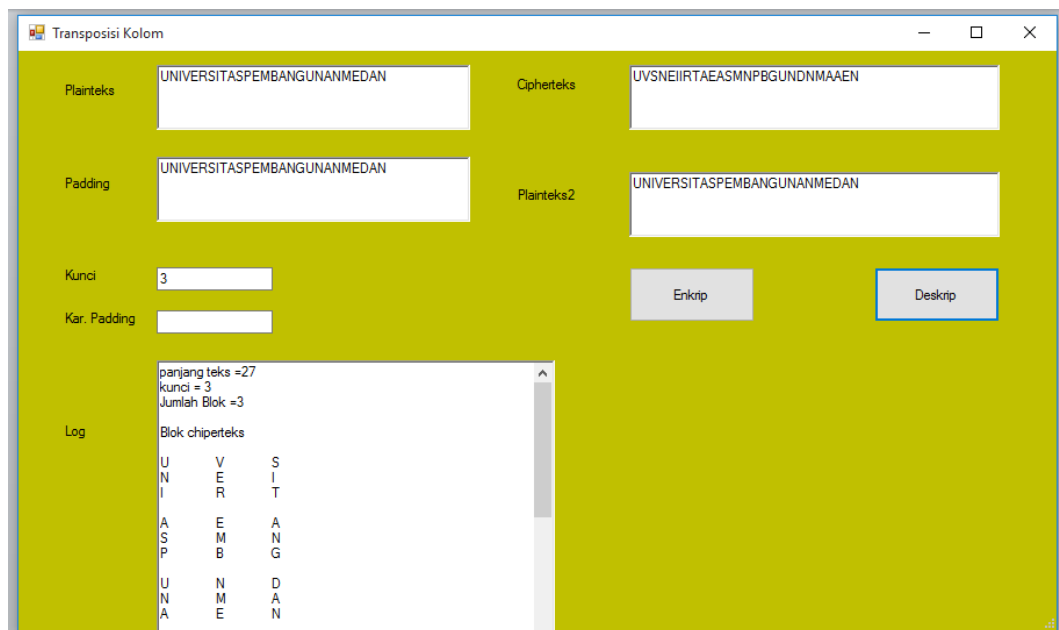 Transposisi Kolom
Plainteks
UNIVERSITASPEMBANGUNANMEDAN
Cipherteks
UVSNEIIRTAEASMNPBGUNDNMAAEN
Padding
UNIVERSITASPEMBANGUNANMEDAN
Plainteks2
UNIVERSITASPEMBANGUNANMEDAN
Kunci
3
Enkrip
Deskrip
Kar. Padding
Log
panjang teks =27
kunci = 3
Jumlah Blok =3
Blok chiperteks
U V S
N E I
I R T
A E A
S M N
P B G
U N D
N M A
A E N